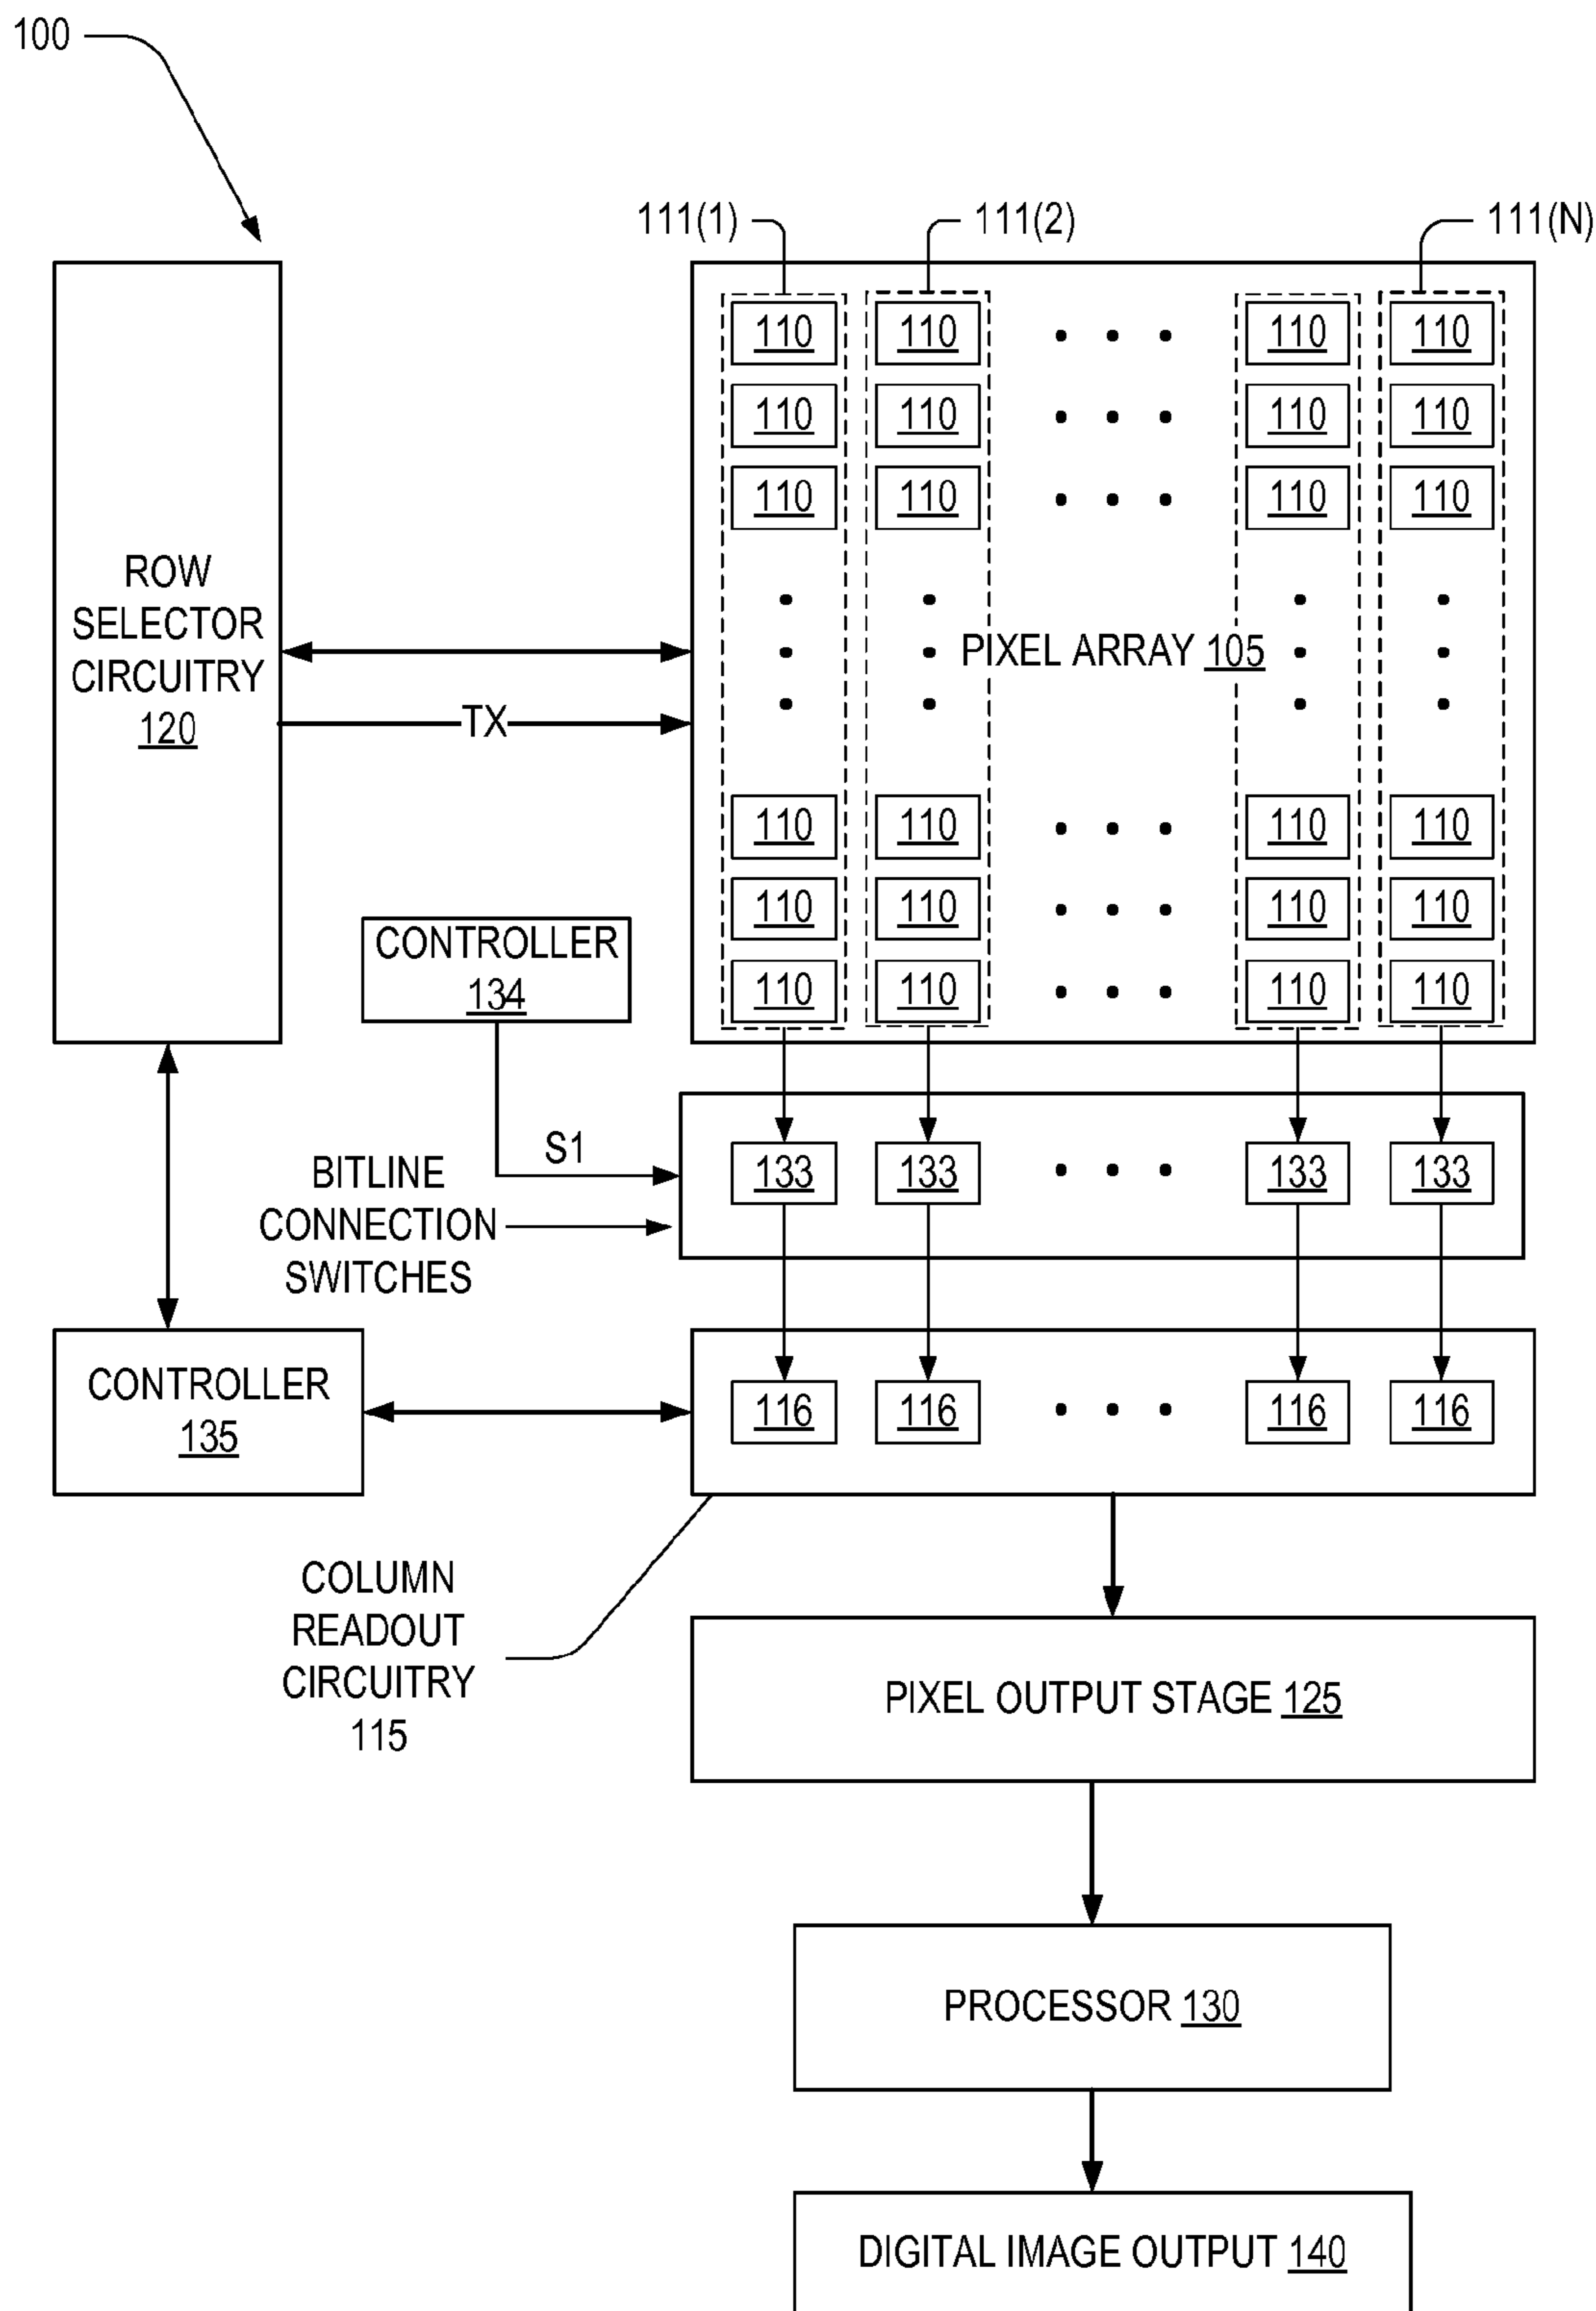 100
111(1) 111(2) 111(N)
110 110 110 110
110 110 110 110
110 110 110 110
ROW
SELECTOR
CIRCUITRY
120
PIXEL ARRAY 105
TX
110 110 110 110
110 110 110 110
110 110 110 110
CONTROLLER
134
S1
133 133 133 133
BITLINE
CONNECTION
SWITCHES
CONTROLLER
135
116 116 116 116
COLUMN
READOUT
CIRCUITRY
115
PIXEL OUTPUT STAGE 125
PROCESSOR 130
DIGITAL IMAGE OUTPUT 140